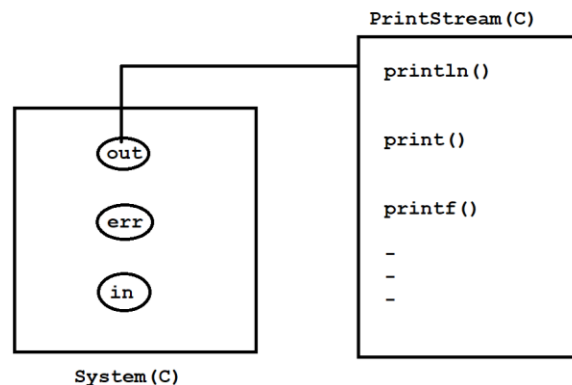 PrintStream(C)
println()
out
print()
err
printf()
in
-
-
-
System(C)